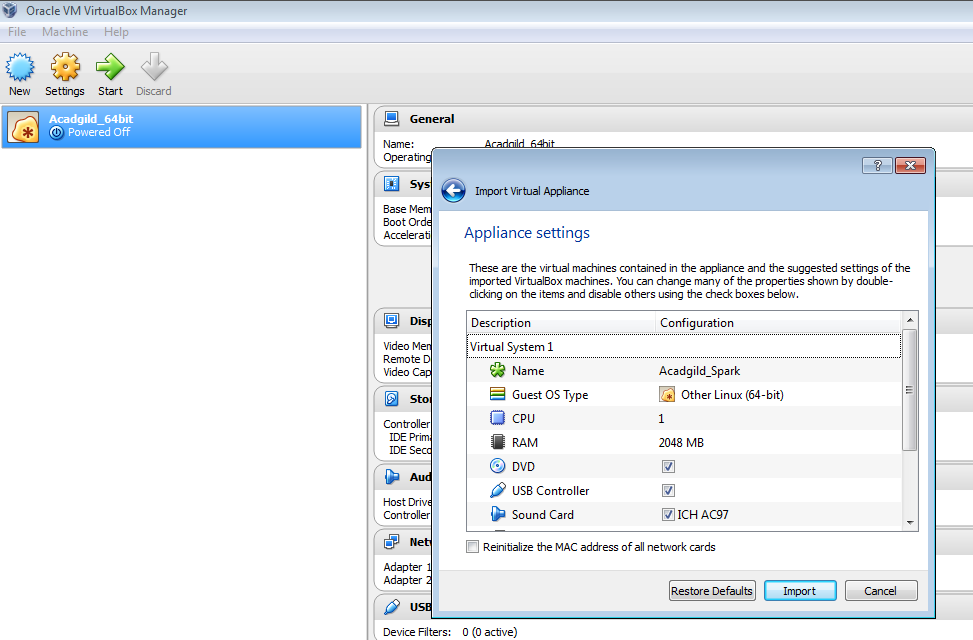 Oracle VM VirtualBox Manager
File Machine Help
New Settings Start Discard
Acadgild_64bit
Powered Off
General
Name: Acadgild_64bit
Operating
Base Mem
Boot Orde
Accelerati
Video Mem
Remote D
Video Cap
Controller
IDE Prima
IDE Seco
Host Drive
Controller
Adapter 1
Adapter 2
USB
Device Filters: 0 (0 active)
?
Import Virtual Appliance
Appliance settings
These are the virtual machines contained in the appliance and the suggested settings of the
imported VirtualBox machines. You can change many of the properties shown by double-
clicking on the items and disable others using the check boxes below.
Description Configuration
Virtual System 1
Name Acadgild_Spark
Guest OS Type Other Linux (64-bit)
CPU 1
RAM 2048 MB
DVD
USB Controller
Sound Card ICH AC97
Reinitialize the MAC address of all network cards
Restore Defaults Import Cancel